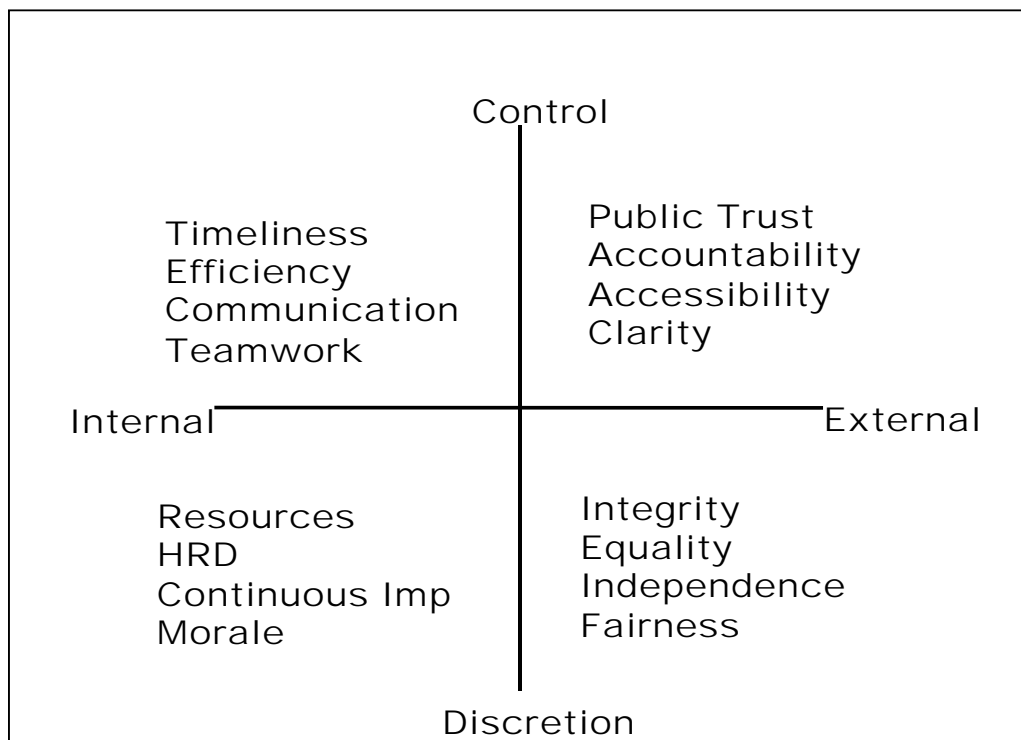 Control
Timeliness
Efficiency
Communication
Teamwork
Public Trust
Accountability
Accessibility
Clarity
Internal
External
Resources
HRD
Continuous Imp
Morale
Integrity
Equality
Independence
Fairness
Discretion